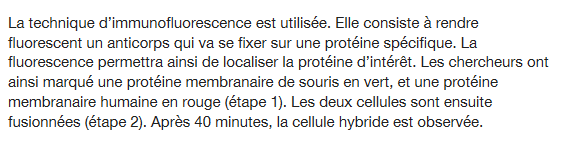 La technique d’immunofluorescence est utilisée. Elle consiste à rendre
fluorescent un anticorps qui va se fixer sur une protéine spécifique. La
fluorescence permettra ainsi de localiser la protéine d’intérêt. Les chercheurs ont
ainsi marqué une protéine membranaire de souris en vert, et une protéine
membranaire humaine en rouge (étape 1). Les deux cellules sont ensuite
fusionnées (étape 2). Après 40 minutes, la cellule hybride est observée.